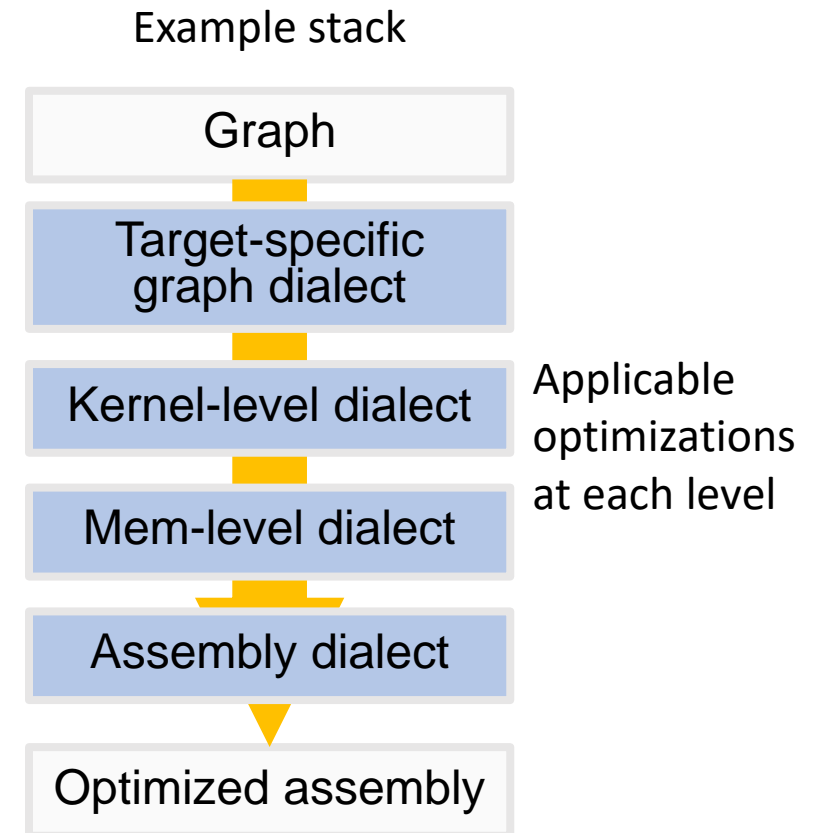 Example stack
Graph
Target-specific
graph dialect
Kernel-level dialect
Applicable
optimizations
at each level
Mem-level dialect
Assembly dialect
Optimized assembly